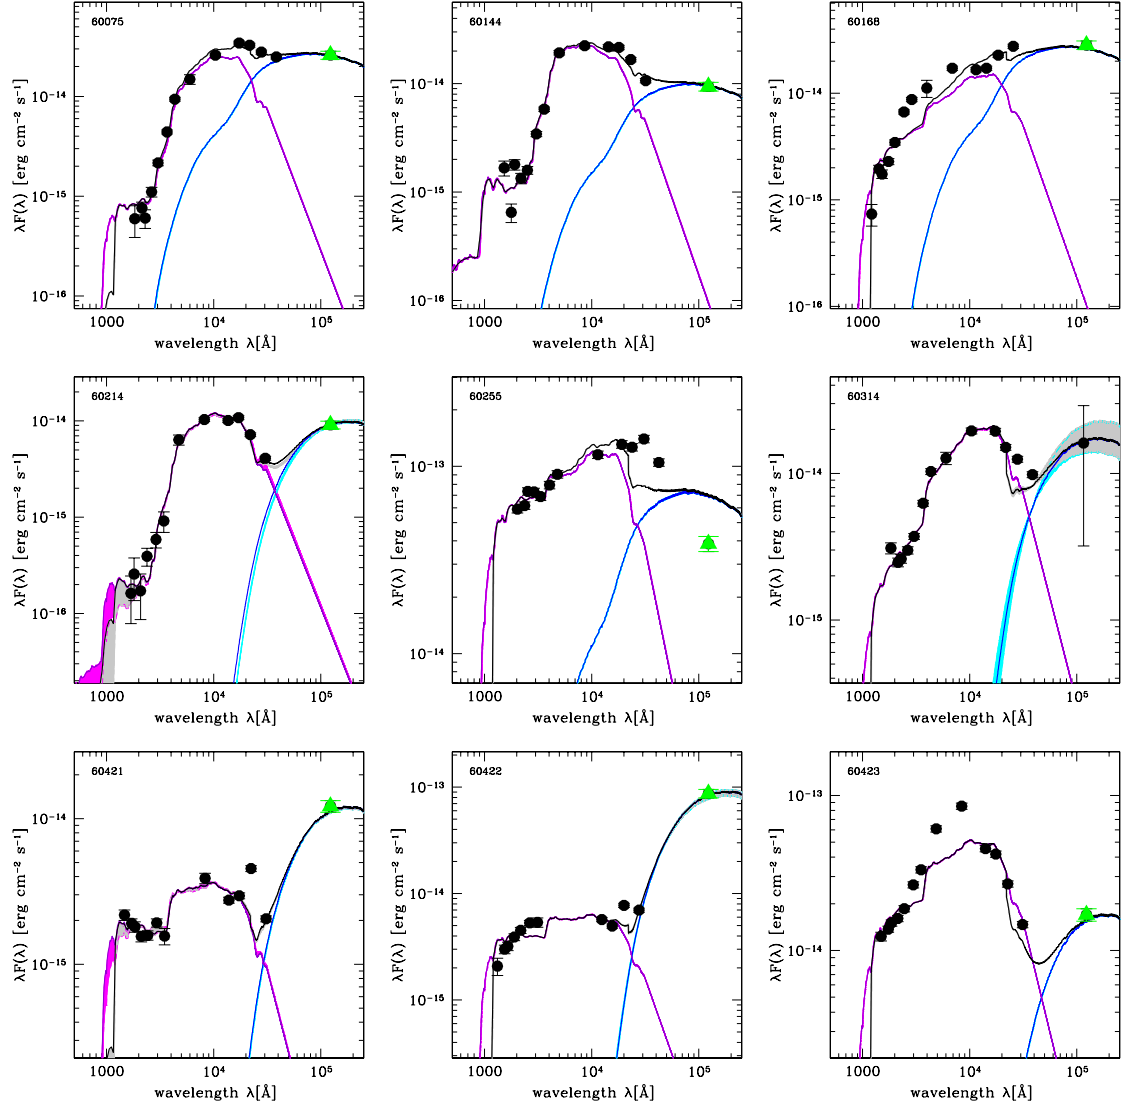 60075
60144
60168
10⁻¹⁴
10⁻¹⁵
10⁻¹⁶
λF(λ) [erg cm⁻² s⁻¹]
1000 10⁴ 10⁵
wavelength λ[Å]
10⁻¹⁴
10⁻¹⁵
10⁻¹⁶
λF(λ) [erg cm⁻² s⁻¹]
1000 10⁴ 10⁵
wavelength λ[Å]
10⁻¹⁴
10⁻¹⁵
10⁻¹⁶
λF(λ) [erg cm⁻² s⁻¹]
1000 10⁴ 10⁵
wavelength λ[Å]
60214
60255
60314
10⁻¹⁴
10⁻¹⁵
10⁻¹⁶
λF(λ) [erg cm⁻² s⁻¹]
1000 10⁴ 10⁵
wavelength λ[Å]
10⁻¹³
10⁻¹⁴
λF(λ) [erg cm⁻² s⁻¹]
1000 10⁴ 10⁵
wavelength λ[Å]
10⁻¹⁴
10⁻¹⁵
λF(λ) [erg cm⁻² s⁻¹]
1000 10⁴ 10⁵
wavelength λ[Å]
60421
60422
60423
10⁻¹⁴
10⁻¹⁵
λF(λ) [erg cm⁻² s⁻¹]
1000 10⁴ 10⁵
wavelength λ[Å]
10⁻¹³
10⁻¹⁴
10⁻¹⁵
λF(λ) [erg cm⁻² s⁻¹]
1000 10⁴ 10⁵
wavelength λ[Å]
10⁻¹³
10⁻¹⁴
λF(λ) [erg cm⁻² s⁻¹]
1000 10⁴ 10⁵
wavelength λ[Å]